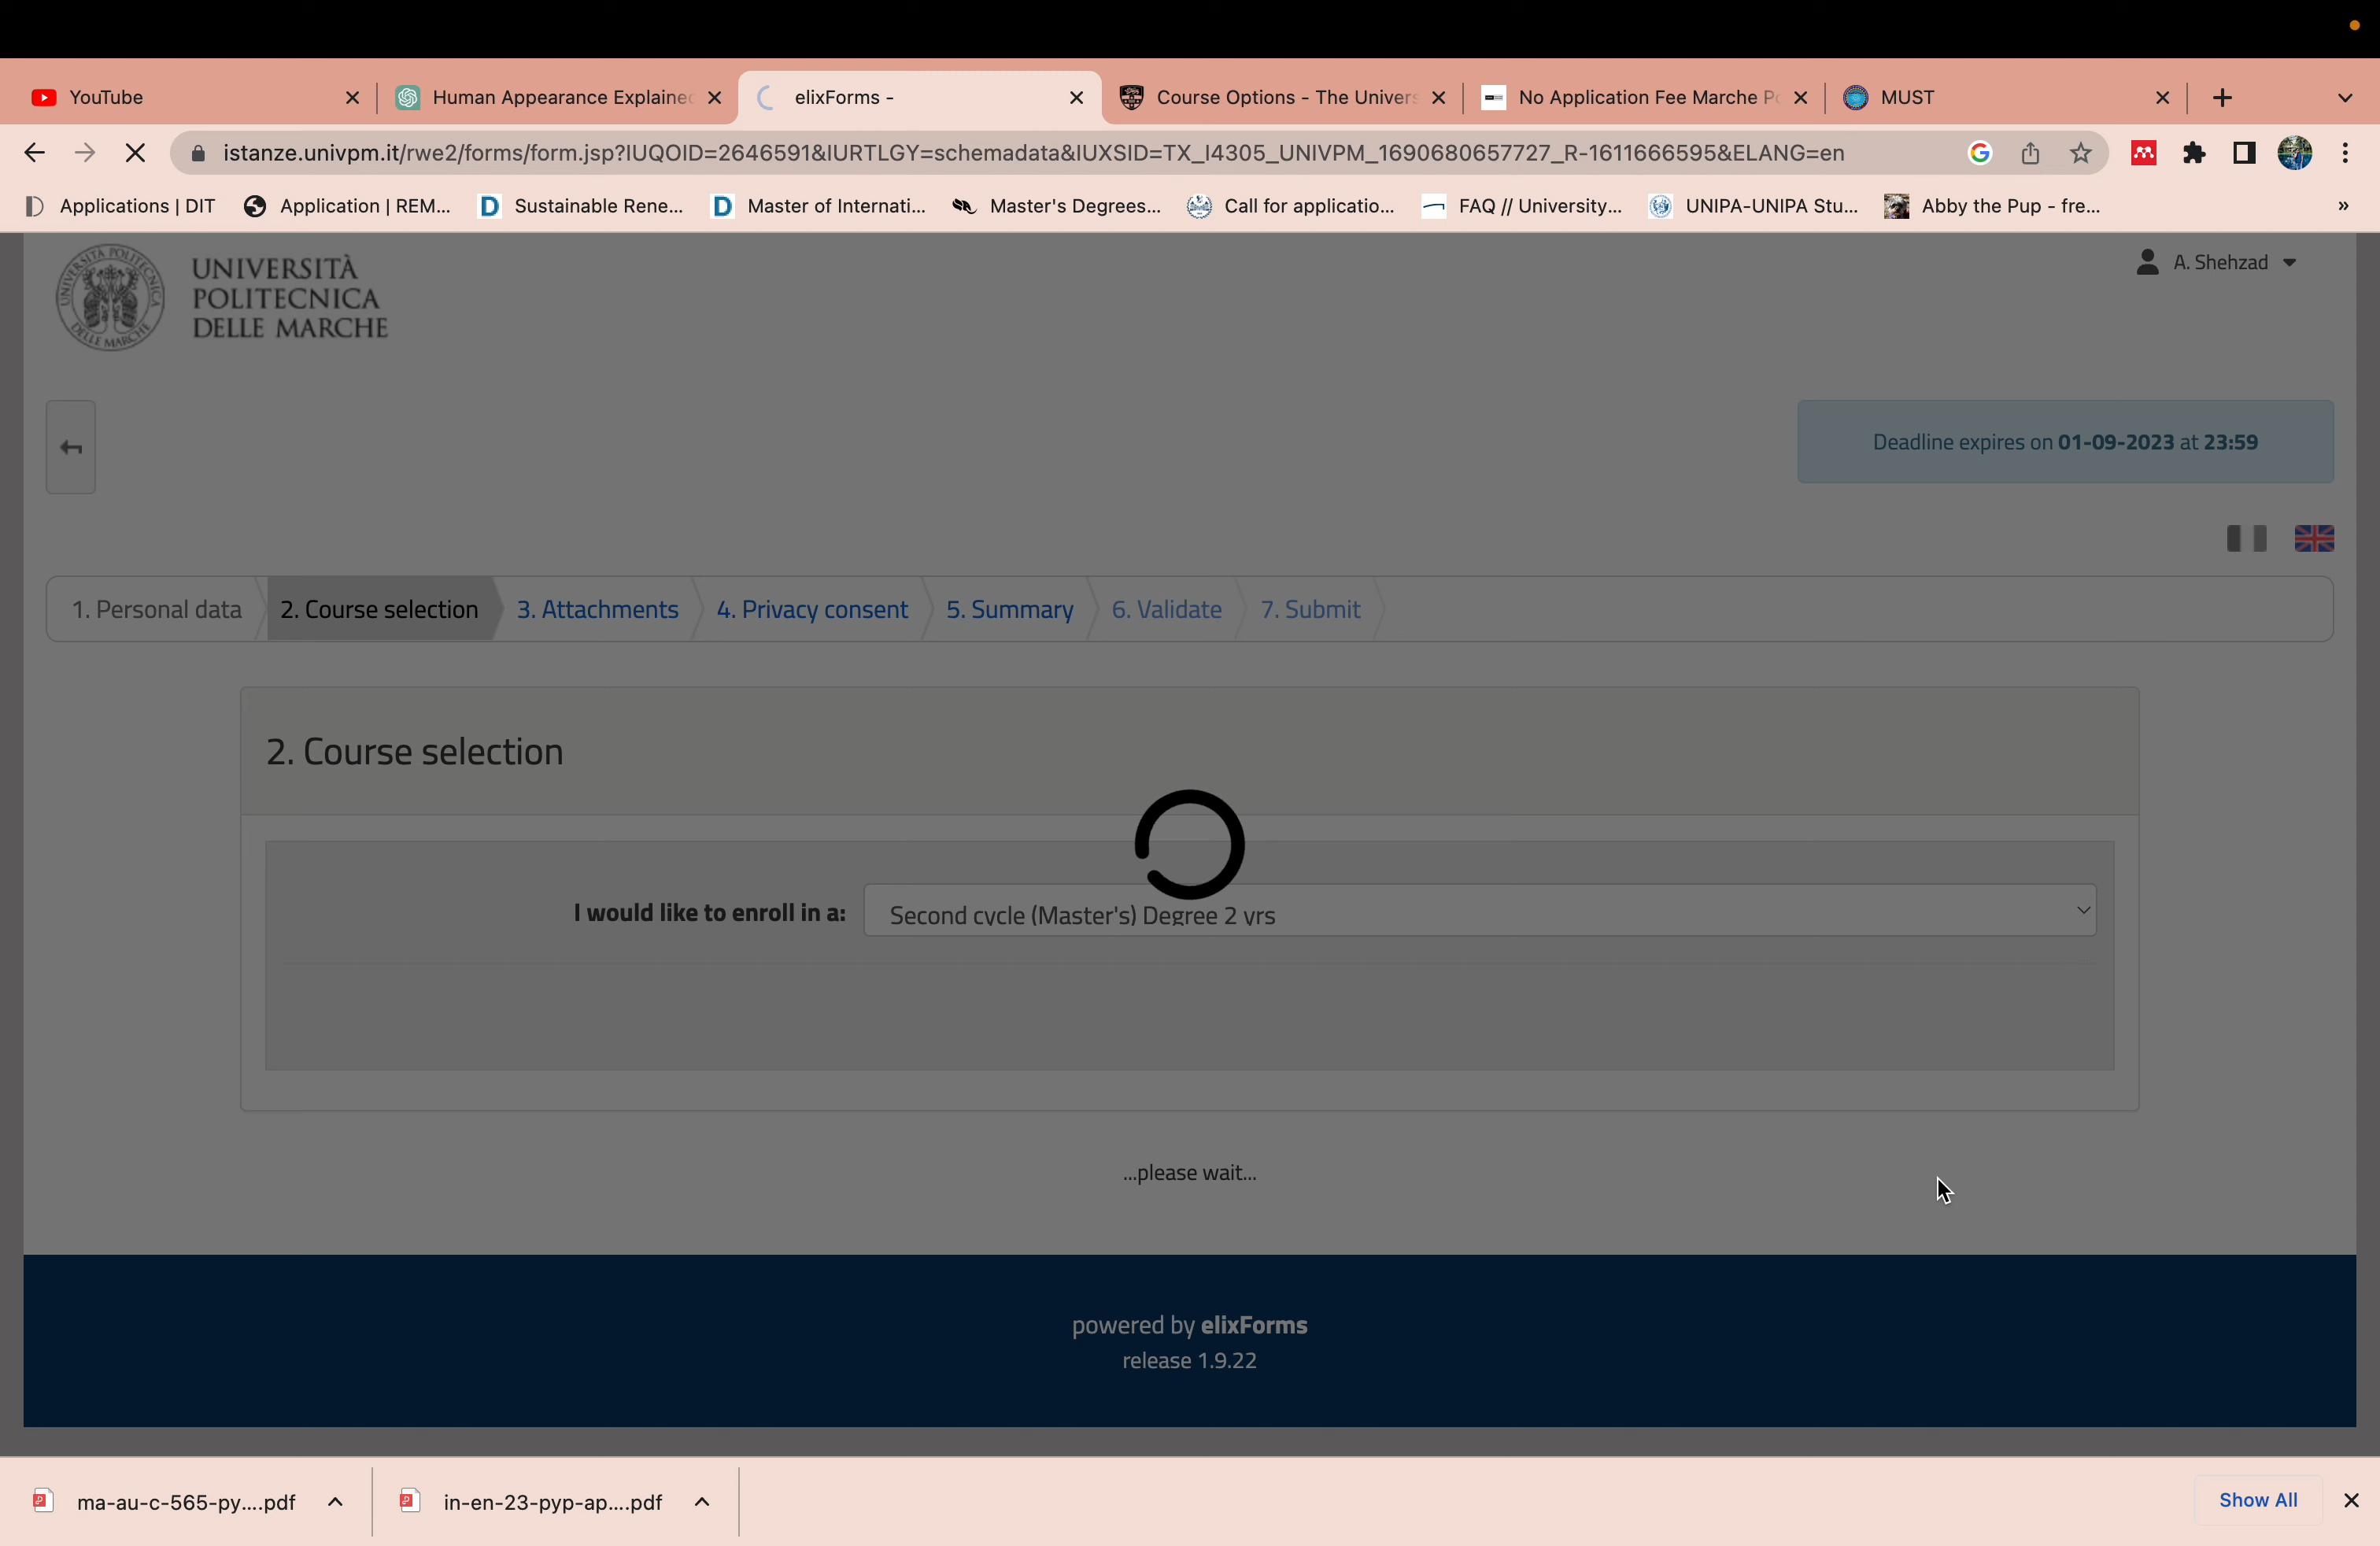 YouTube
Human Appearance Explained
elixForms -
Course Options - The Univers
No Application Fee Marche Po
MUST
istanze.univpm.it/rwe2/forms/form.jsp?IUQOID=2646591&IURTLGY=schemadata&IUXSID=TX_I4305_UNIVPM_1690680657727_R-1611666595&ELANG=en
Applications | DIT
Application | REM...
Sustainable Rene...
Master of Internati...
Master's Degrees...
Call for applicatio...
FAQ // University...
UNIPA-UNIPA Stu...
Abby the Pup - fre...
»
UNIVERSITÀ
POLITECNICA
DELLE MARCHE
A. Shehzad
Deadline expires on 01-09-2023 at 23:59
1. Personal data
2. Course selection
3. Attachments
4. Privacy consent
5. Summary
6. Validate
7. Submit
2. Course selection
I would like to enroll in a:
Second cycle (Master's) Degree 2 yrs
...please wait...
powered by elixForms
release 1.9.22
ma-au-c-565-py....pdf
in-en-23-pyp-ap....pdf
Show All